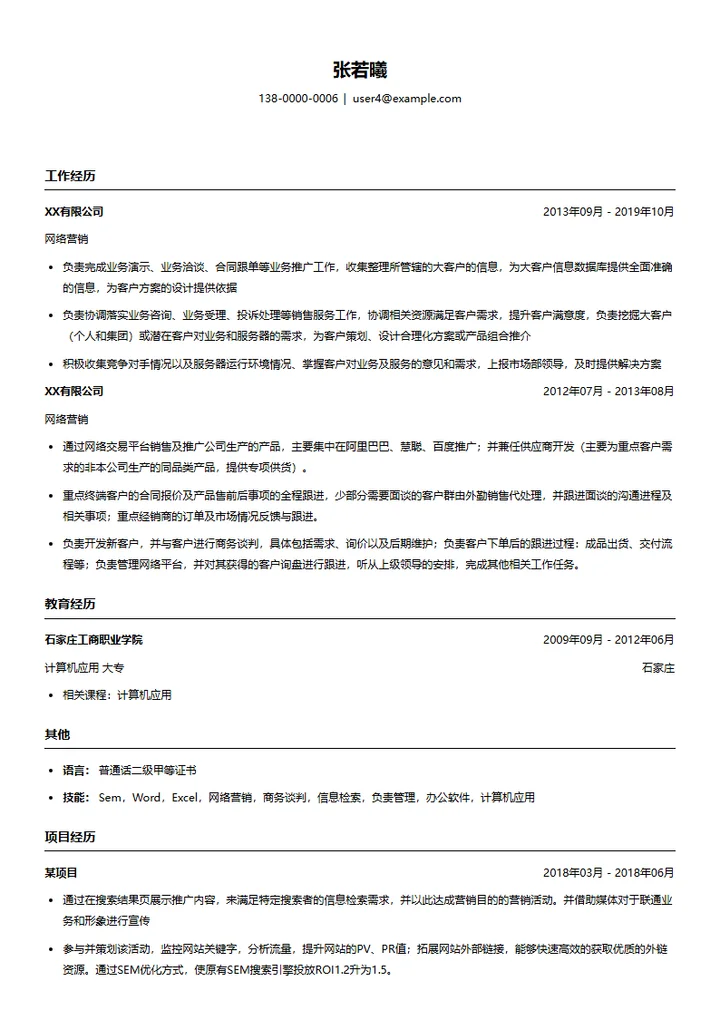 张若曦
138-0000-0006 | user4@example.com
工作经历
XX有限公司 2013年09月 - 2019年10月
网络营销
• 负责完成业务演示、业务洽谈、合同跟单等业务推广工作，收集整理所管辖的大客户的信息，为大客户信息数据库提供全面准确
的信息，为客户方案的设计提供依据
• 负责协调落实业务咨询、业务受理、投诉处理等销售服务工作，协调相关资源满足客户需求，提升客户满意度，负责挖掘大客户
（个人和集团）或潜在客户对业务和服务器的需求，为客户策划、设计合理化方案或产品组合推介
• 积极收集竞争对手情况以及服务器运行环境情况、掌握客户对业务及服务的意见和需求，上报市场部领导，及时提供解决方案
XX有限公司 2012年07月 - 2013年08月
网络营销
• 通过网络交易平台销售及推广公司生产的产品，主要集中在阿里巴巴、慧聪、百度推广；并兼任供应商开发（主要为重点客户需
求的非本公司生产的同品类产品，提供专项供货）。
• 重点终端客户的合同报价及产品售前后事项的全程跟进，少部分需要面谈的客户群由外勤销售代处理，并跟进面谈的沟通进程及
相关事项；重点经销商的订单及市场情况反馈与跟进。
• 负责开发新客户，并与客户进行商务谈判，具体包括需求、询价以及后期维护；负责客户下单后的跟进过程：成品出货、交付流
程等；负责管理网络平台，并对其获得的客户询盘进行跟进，听从上级领导的安排，完成其他相关工作任务。
教育经历
石家庄工商职业学院 2009年09月 - 2012年06月
计算机应用 大专 石家庄
• 相关课程：计算机应用
其他
• 语言： 普通话二级甲等证书
• 技能： Sem，Word，Excel，网络营销，商务谈判，信息检索，负责管理，办公软件，计算机应用
项目经历
某项目 2018年03月 - 2018年06月
• 通过在搜索结果页展示推广内容，来满足特定搜索者的信息检索需求，并以此达成营销目的的营销活动。并借助媒体对于联通业
务和形象进行宣传
• 参与并策划该活动，监控网站关键字，分析流量，提升网站的PV、PR值；拓展网站外部链接，能够快速高效的获取优质的外链
资源。通过SEM优化方式，使原有SEM搜索引擎投放ROI1.2升为1.5。